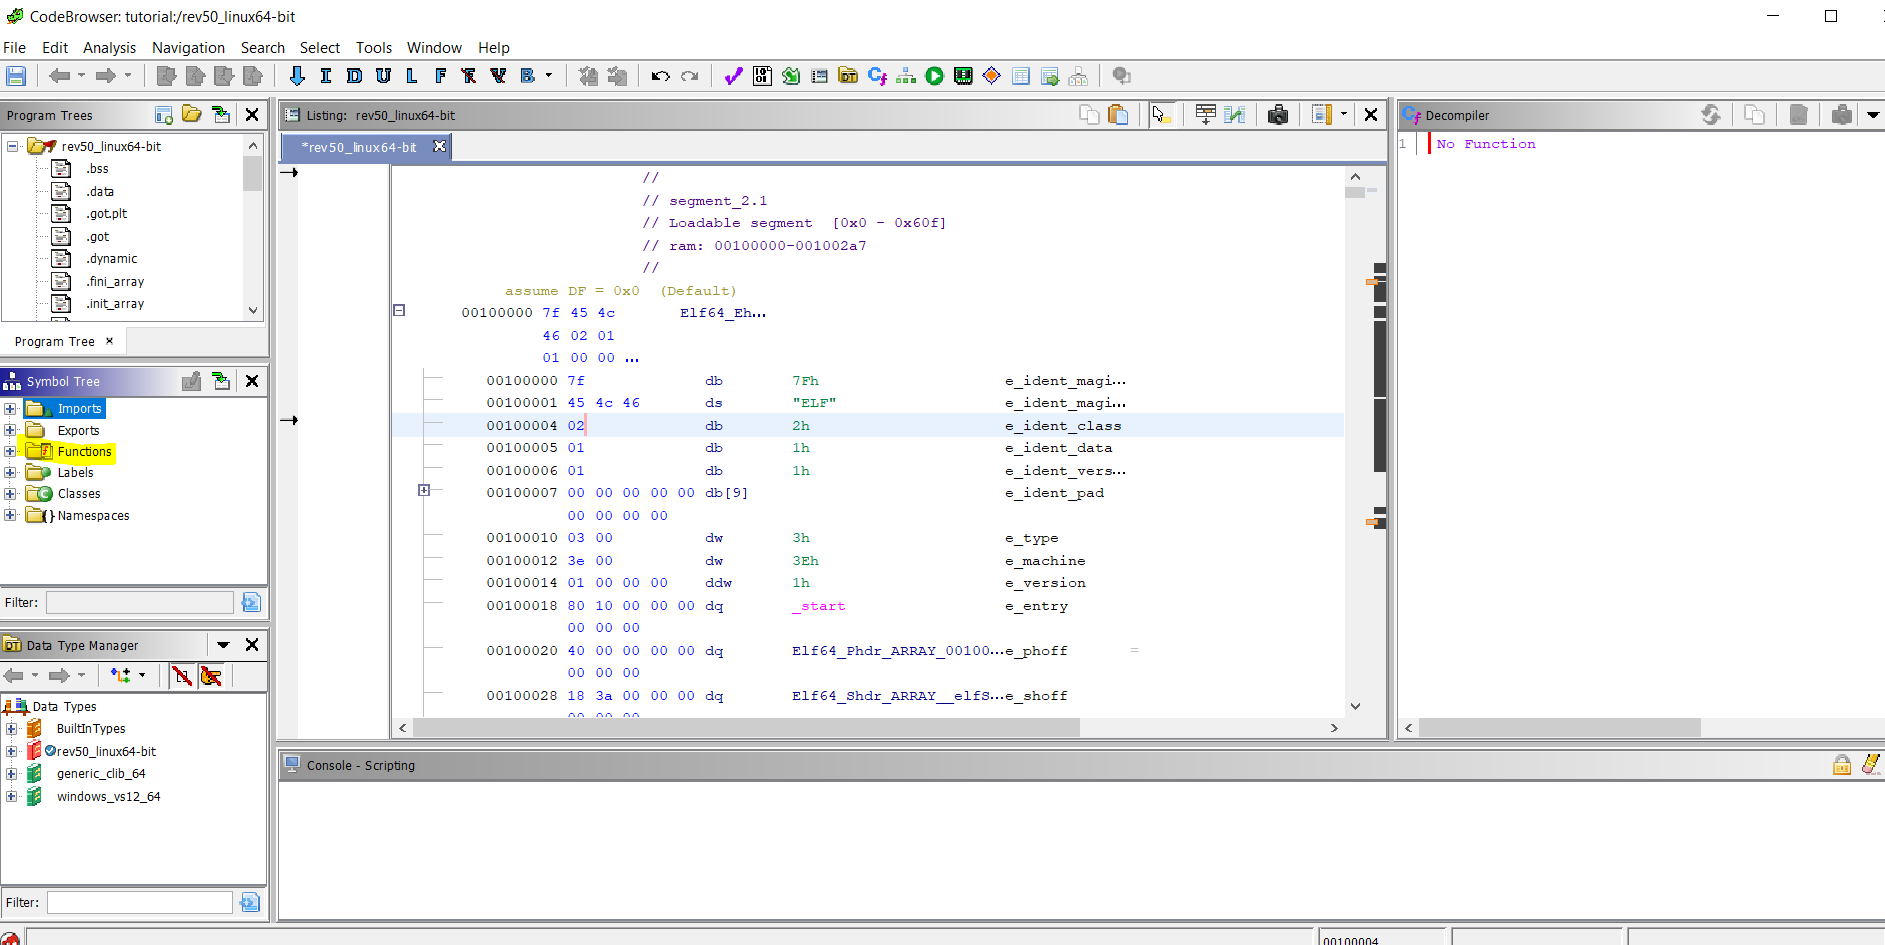 CodeBrowser: tutorial:/rev50_linux64-bit
File Edit Analysis Navigation Search Select Tools Window Help
I D U L F B
Program Trees
rev50_linux64-bit
.bss
.data
.got.plt
.got
.dynamic
.fini_array
.init_array
Program Tree
Symbol Tree
Imports
Exports
Functions
Labels
Classes
Namespaces
Filter:
Data Type Manager
Data Types
BuiltInTypes
rev50_linux64-bit
generic_clib_64
windows_vs12_64
Filter:
Listing: rev50_linux64-bit
*rev50_linux64-bit
//
// segment_2.1
// Loadable segment [0x0 - 0x60f]
// ram: 00100000-001002a7
//
assume DF = 0x0 (Default)
00100000 7f 45 4c Elf64_Eh...
46 02 01
01 00 00 ...
00100000 7f db 7Fh e_ident_magi...
00100001 45 4c 46 ds "ELF" e_ident_magi...
00100004 02 db 2h e_ident_class
00100005 01 db 1h e_ident_data
00100006 01 db 1h e_ident_vers...
00100007 00 00 00 00 00 db[9] e_ident_pad
00 00 00 00
00100010 03 00 dw 3h e_type
00100012 3e 00 dw 3Eh e_machine
00100014 01 00 00 00 ddw 1h e_version
00100018 80 10 00 00 00 dq _start e_entry
00 00 00
00100020 40 00 00 00 00 dq Elf64_Phdr_ARRAY_00100...e_phoff =
00 00 00
00100028 18 3a 00 00 00 dq Elf64_Shdr_ARRAY__elfS...e_shoff
00 00 00
Decompiler
1 No Function
Console - Scripting
00100004